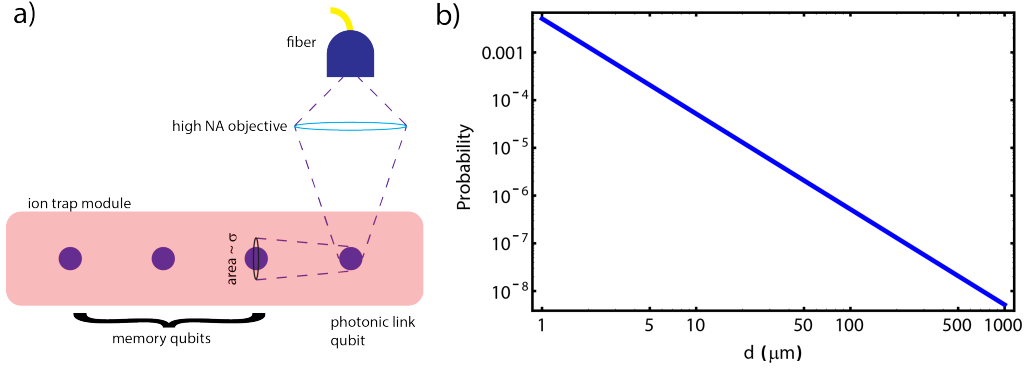 a)
fiber
high NA objective
ion trap module
area ~ σ
memory qubits
photonic link
qubit
b)
Probability
0.001
10⁻⁴
10⁻⁵
10⁻⁶
10⁻⁷
10⁻⁸
1 5 10 50 100 500 1000
d (μm)